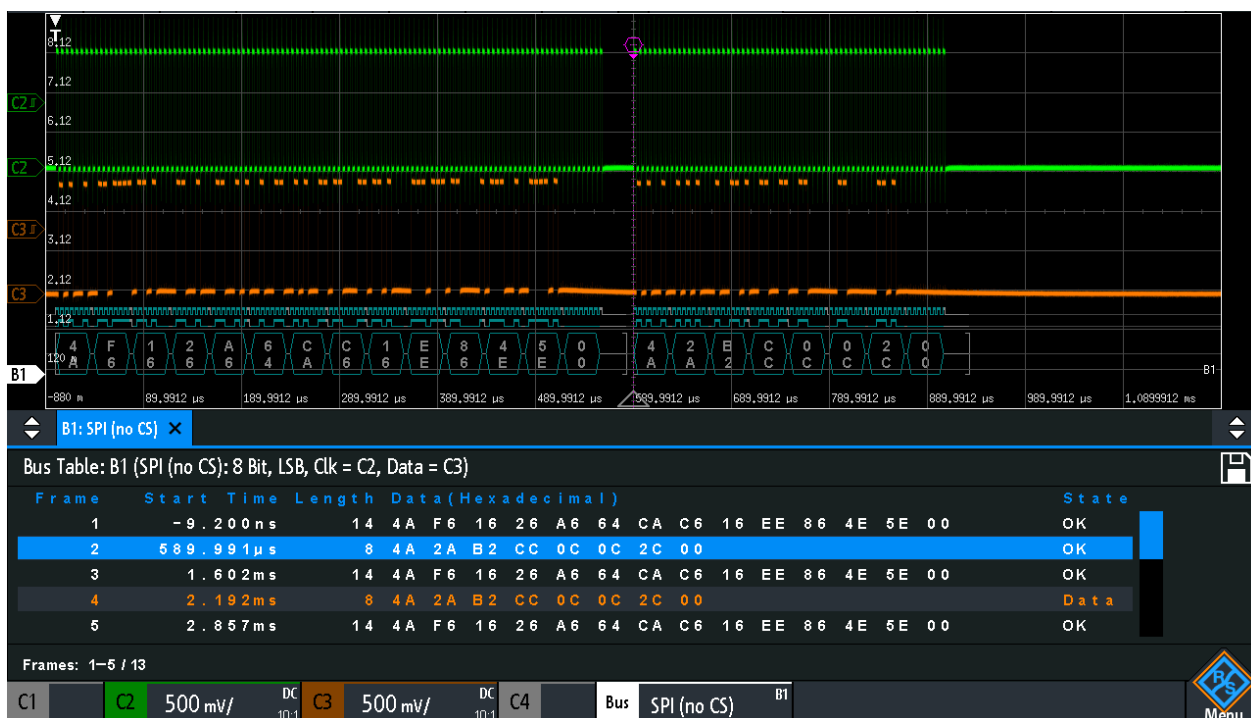 T
8.12
7.12
C2
6.12
C2
5.12
4.12
C3
3.12
C3
2.12
1.12
4 F 1 2 A 6 C C 1 E 8 4 5 0 4 2 B C 0 0 2 0
A 6 6 6 6 4 A 6 6 E 6 E E 0 A A 2 C C C C 0
120 m
B1 B1
-880 m 89,9912 µs 189,9912 µs 289,9912 µs 389,9912 µs 489,9912 µs 589,9912 µs 689,9912 µs 789,9912 µs 889,9912 µs 989,9912 µs 1,0899912 ms
B1: SPI (no CS) ×
Bus Table: B1 (SPI (no CS): 8 Bit, LSB, Clk = C2, Data = C3)
Frame Start Time Length Data(Hexadecimal) State
1 -9.200ns 14 4A F6 16 26 A6 64 CA C6 16 EE 86 4E 5E 00 OK
2 589.991µs 8 4A 2A B2 CC 0C 0C 2C 00 OK
3 1.602ms 14 4A F6 16 26 A6 64 CA C6 16 EE 86 4E 5E 00 OK
4 2.192ms 8 4A 2A B2 CC 0C 0C 2C 00 Data
5 2.857ms 14 4A F6 16 26 A6 64 CA C6 16 EE 86 4E 5E 00 OK
Frames: 1–5 / 13
C1 C2 500 mV/ DC 10:1 C3 500 mV/ DC 10:1 C4 Bus SPI (no CS) B1
R&S
Menu